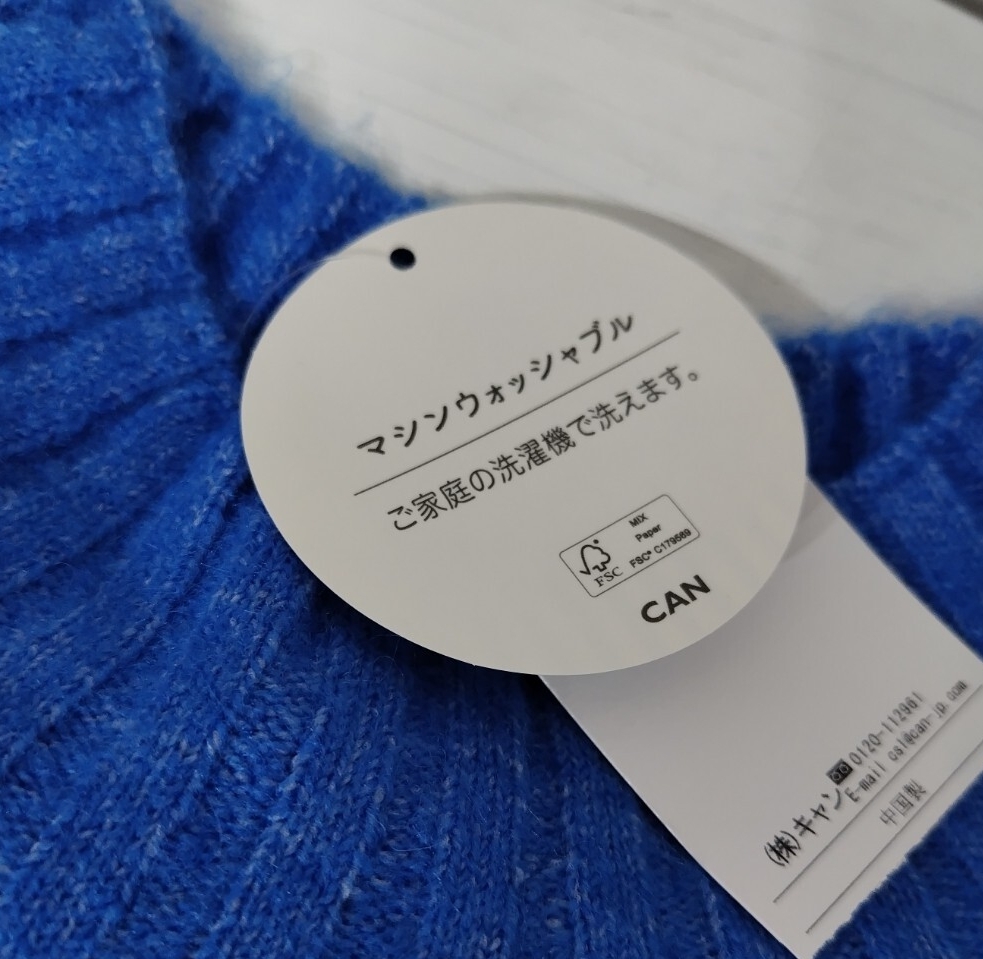 マシンウォッシャブル
ご家庭の洗濯機で洗えます。
FSC
MIX
Paper
FSC® C179589
CAN
(株)キャン 0120-112961
E-mail csl@can-jp.com
中国製